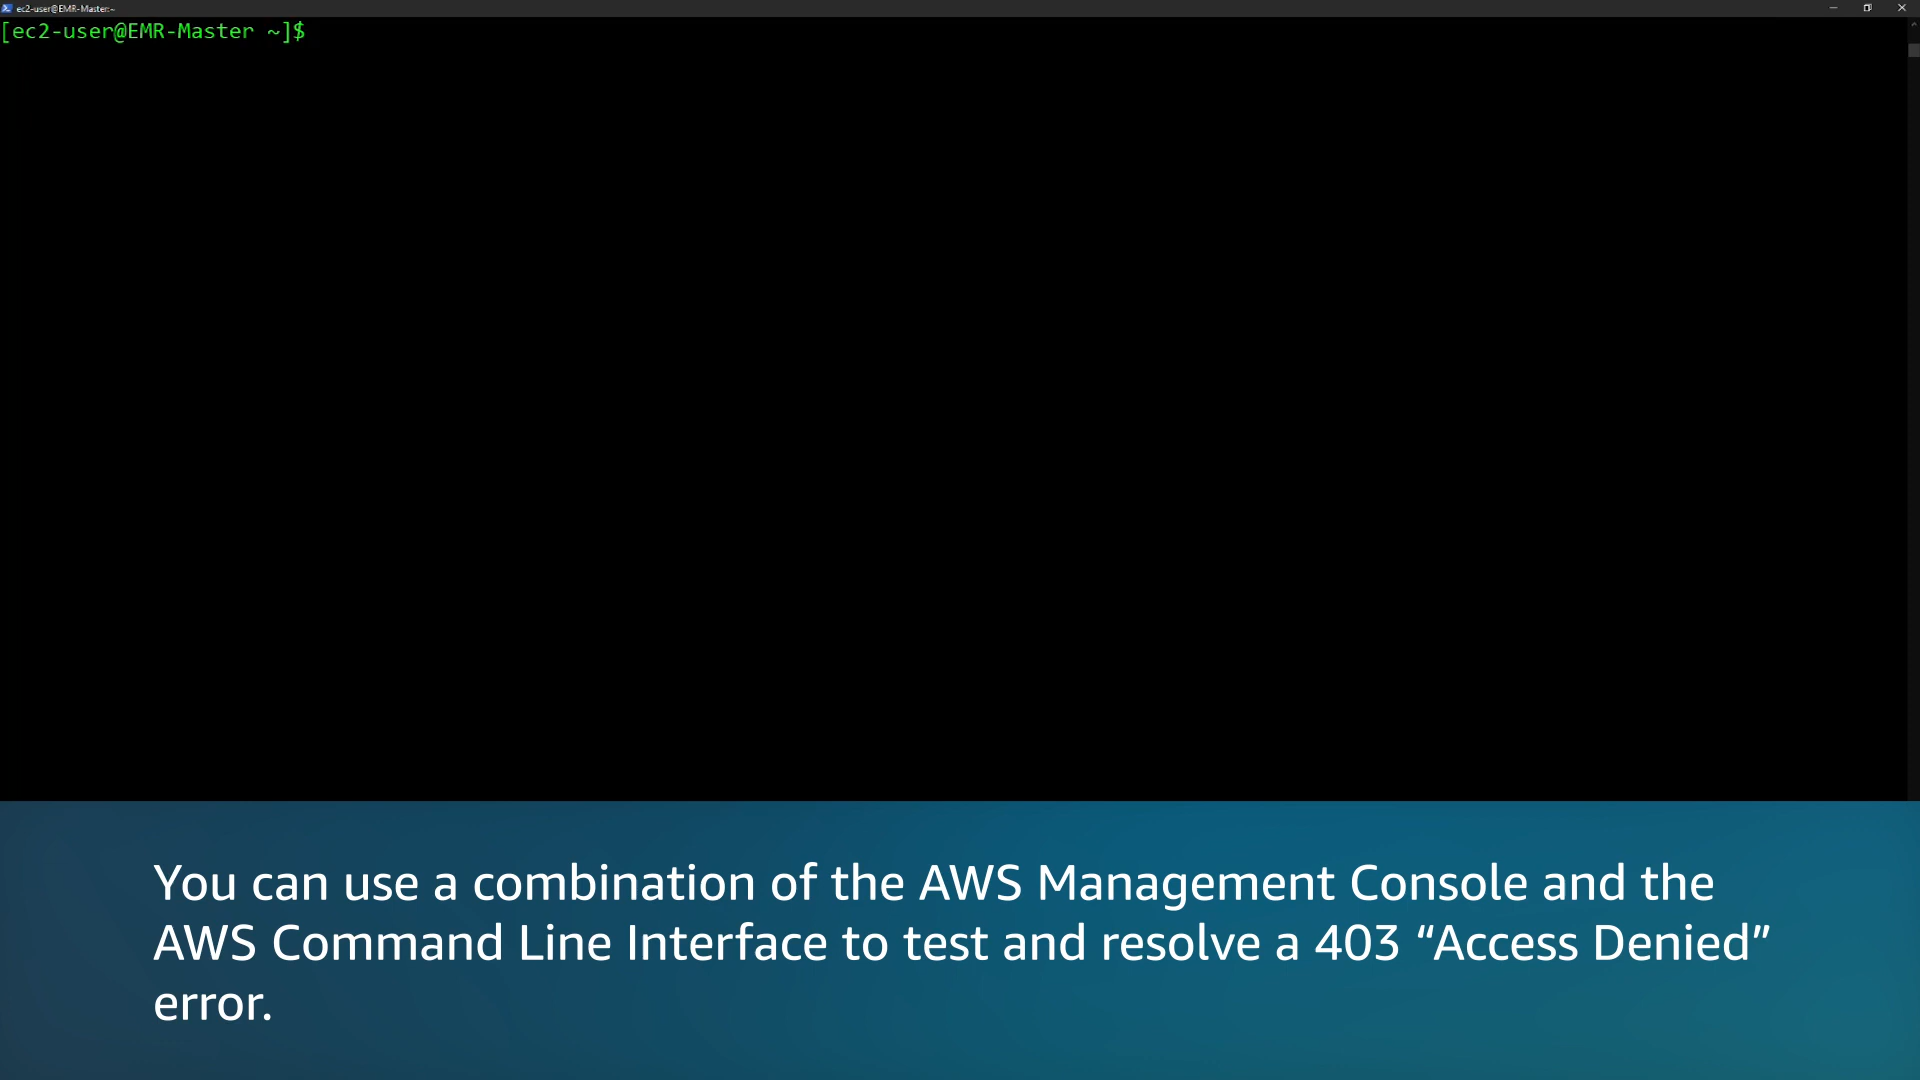 ec2-user@EMR-Master:~
[ec2-user@EMR-Master ~]$
You can use a combination of the AWS Management Console and the
AWS Command Line Interface to test and resolve a 403 “Access Denied”
error.